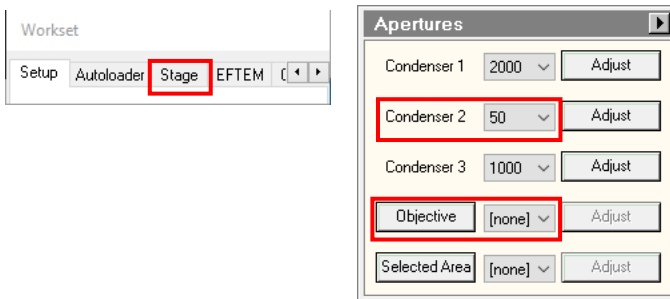 Workset
Setup Autoloader Stage EFTEM
Apertures
Condenser 1 2000 Adjust
Condenser 2 50 Adjust
Condenser 3 1000 Adjust
Objective [none] Adjust
Selected Area [none] Adjust